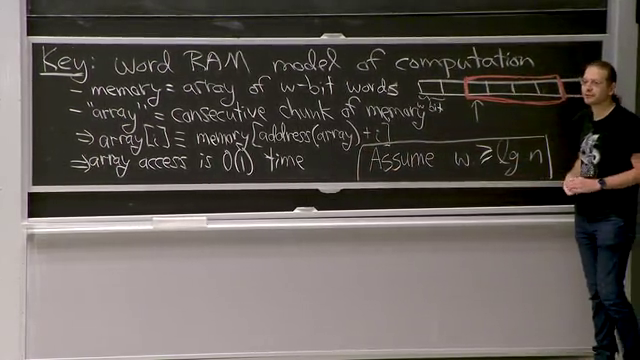 Key: word RAM model of computation
- memory = array of w-bit words
w bit
- "array" = consecutive chunk of memory
⇒ array[i] ≡ memory[address(array) + i]
⇒ array access is O(1) time
Assume w ≥ lg n